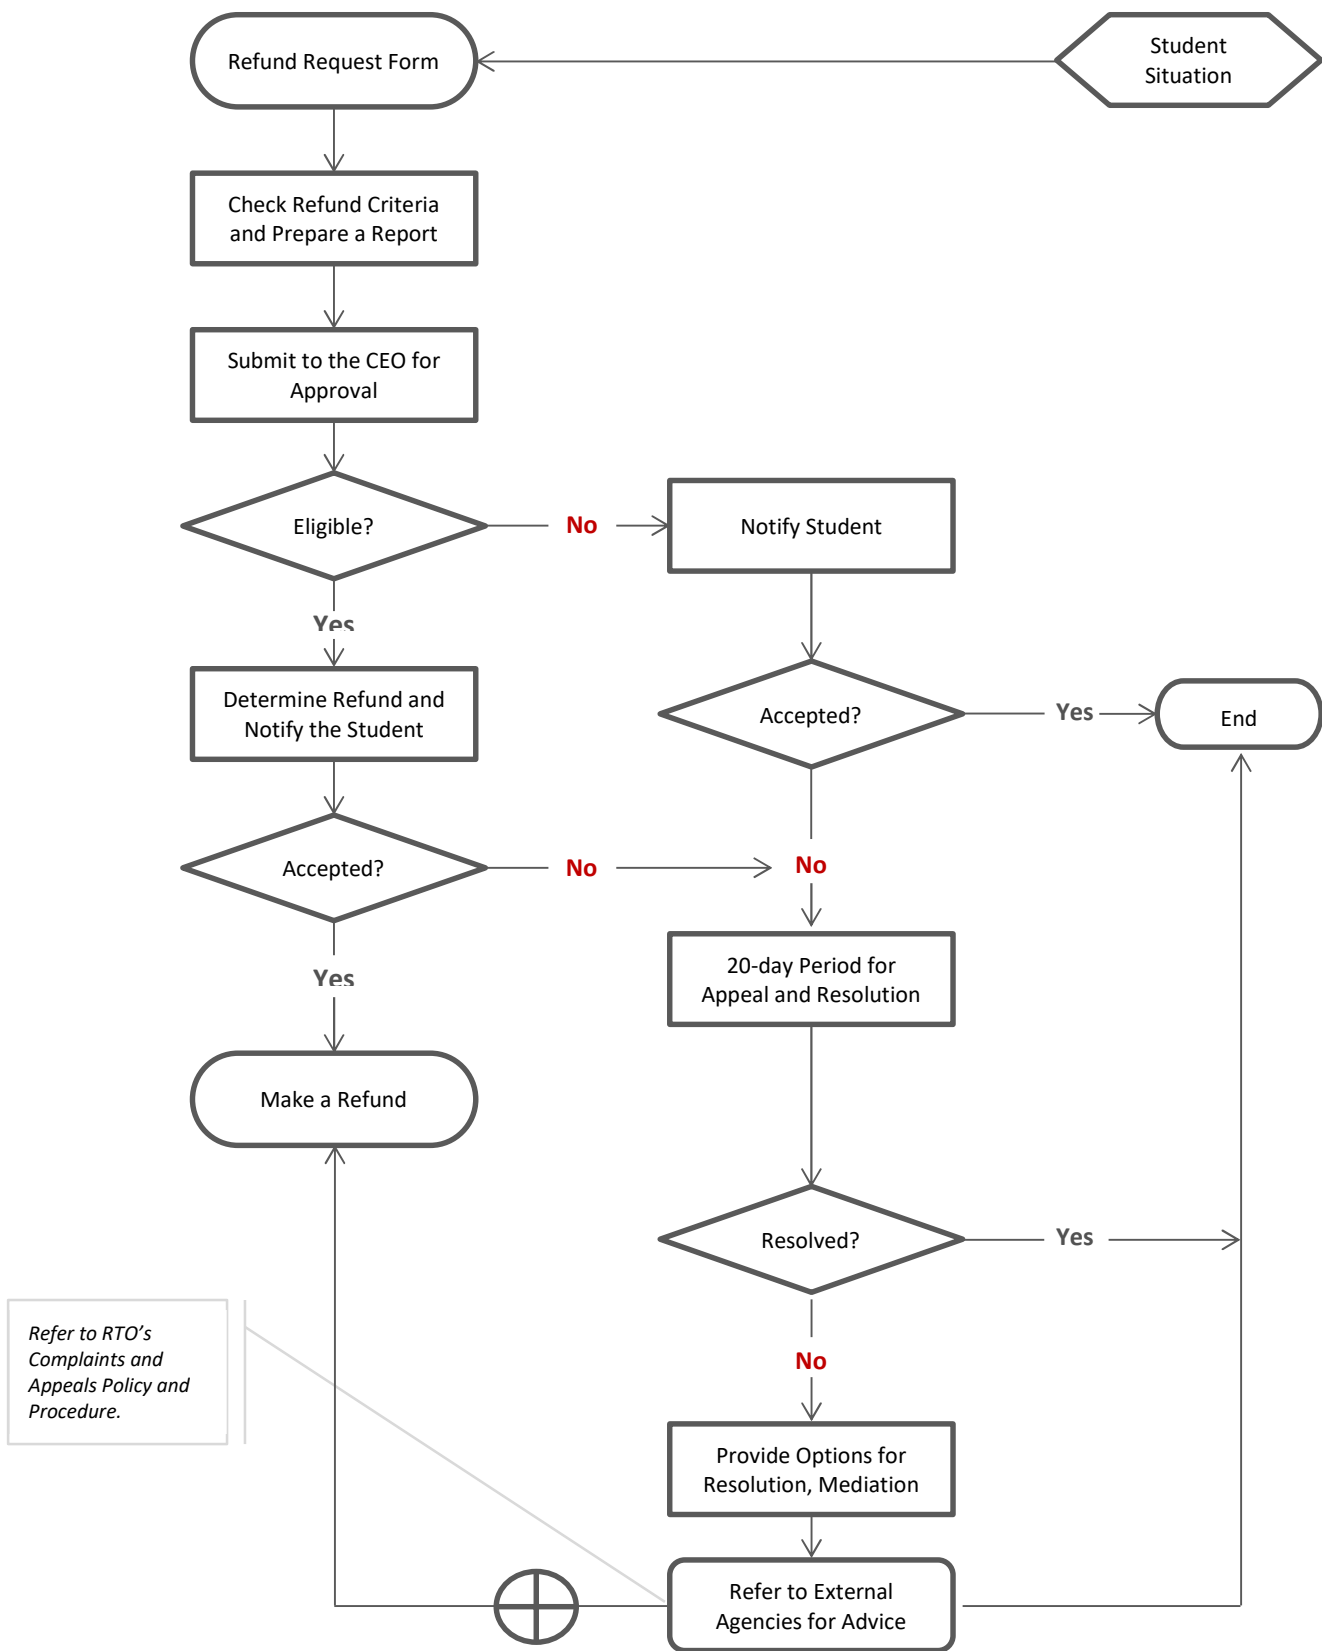 Refund Request Form
Student
Situation
Check Refund Criteria
and Prepare a Report
Submit to the CEO for
Approval
Eligible?
No
Notify Student
Yes
Determine Refund and
Notify the Student
Accepted?
Yes
End
Accepted?
No
No
20-day Period for
Appeal and Resolution
Yes
Make a Refund
Resolved?
Yes
Refer to RTO’s
Complaints and
Appeals Policy and
Procedure.
No
Provide Options for
Resolution, Mediation
Refer to External
Agencies for Advice